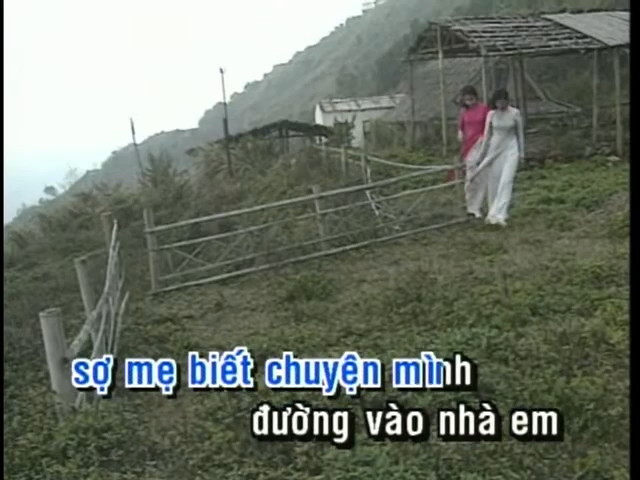 sợ mẹ biết chuyện mình
đường vào nhà em